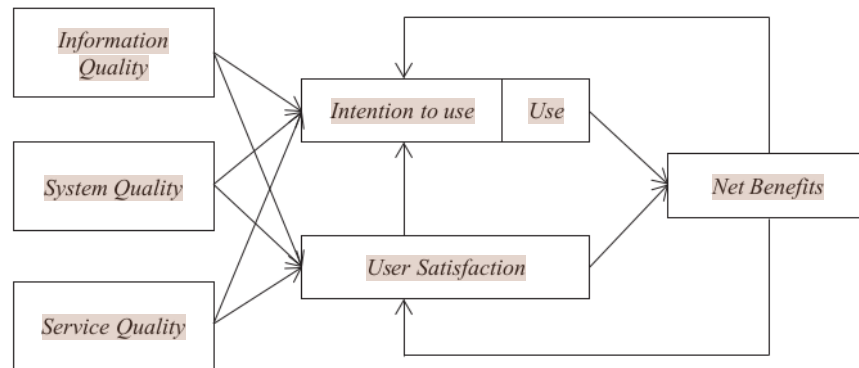 Information
Quality
Intention to use
Use
System Quality
Net Benefits
User Satisfaction
Service Quality